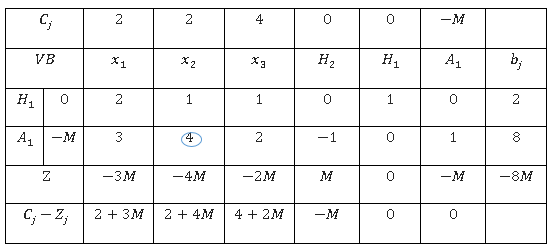 C_j 2 2 4 0 0 −M
VB x_1 x_2 x_3 H_2 H_1 A_1 b_j
H_1 0 2 1 1 0 1 0 2
A_1 −M 3 4 2 −1 0 1 8
Z −3M −4M −2M M 0 −M −8M
C_j − Z_j 2 + 3M 2 + 4M 4 + 2M −M 0 0